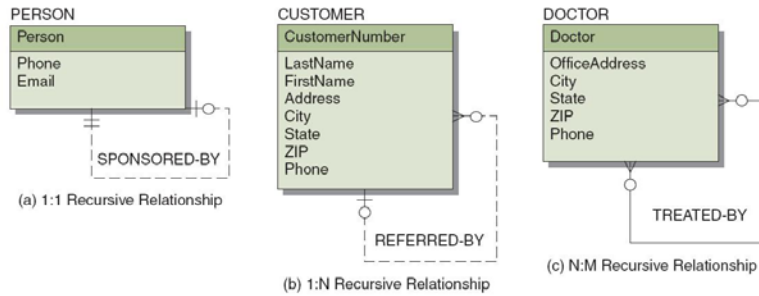 PERSON
Person
Phone
Email
SPONSORED-BY
(a) 1:1 Recursive Relationship
CUSTOMER
CustomerNumber
LastName
FirstName
Address
City
State
ZIP
Phone
REFERRED-BY
(b) 1:N Recursive Relationship
DOCTOR
Doctor
OfficeAddress
City
State
ZIP
Phone
TREATED-BY
(c) N:M Recursive Relationship